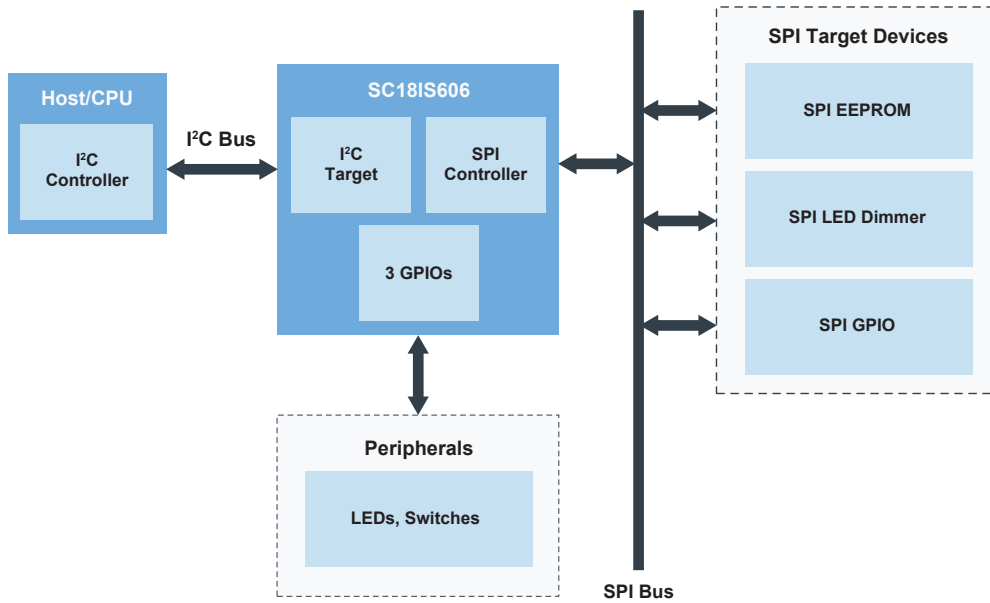 Host/CPU
I²C
Controller
I²C Bus
SC18IS606
I²C
Target
SPI
Controller
3 GPIOs
Peripherals
LEDs, Switches
SPI Bus
SPI Target Devices
SPI EEPROM
SPI LED Dimmer
SPI GPIO